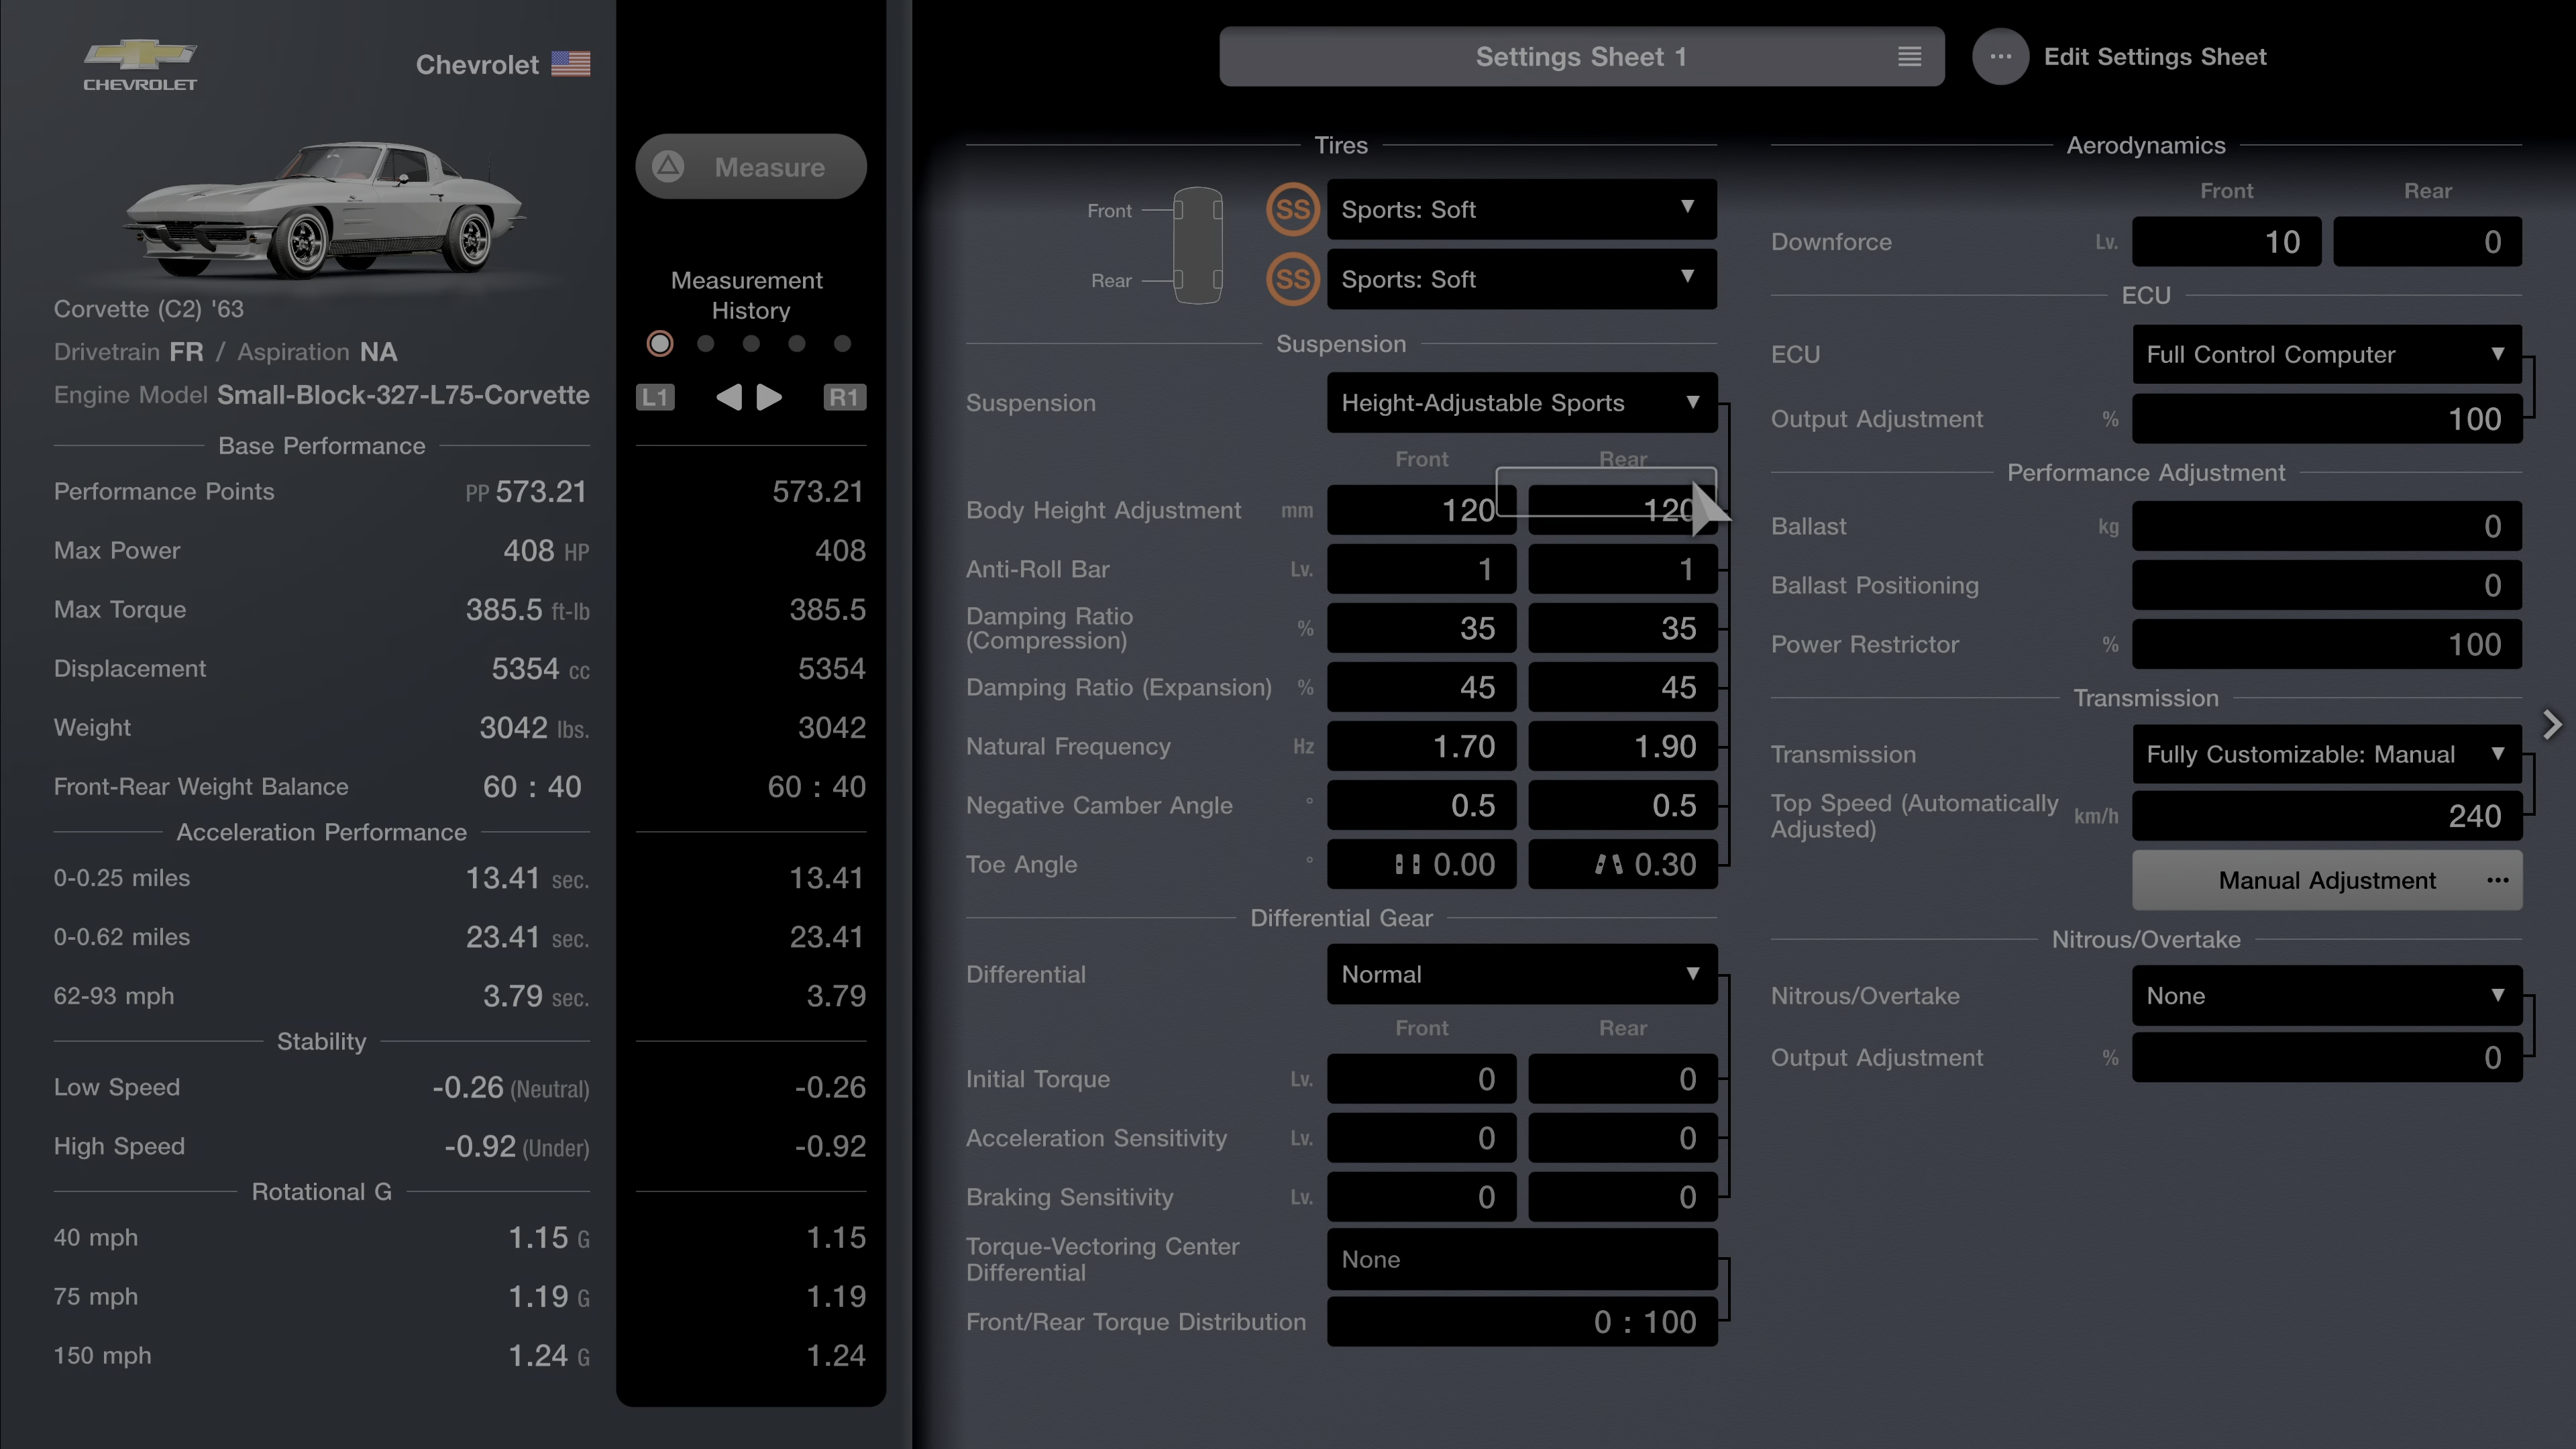 CHEVROLET
Chevrolet
Corvette (C2) '63
Drivetrain FR / Aspiration NA
Engine Model Small-Block-327-L75-Corvette
Base Performance
Performance Points PP 573.21
Max Power 408 HP
Max Torque 385.5 ft-lb
Displacement 5354 cc
Weight 3042 lbs.
Front-Rear Weight Balance 60 : 40
Acceleration Performance
0-0.25 miles 13.41 sec.
0-0.62 miles 23.41 sec.
62-93 mph 3.79 sec.
Stability
Low Speed -0.26 (Neutral)
High Speed -0.92 (Under)
Rotational G
40 mph 1.15 G
75 mph 1.19 G
150 mph 1.24 G
Measure
Measurement
History
L1 R1
573.21
408
385.5
5354
3042
60 : 40
13.41
23.41
3.79
-0.26
-0.92
1.15
1.19
1.24
Settings Sheet 1
... Edit Settings Sheet
Tires
Front SS Sports: Soft
Rear SS Sports: Soft
Suspension
Suspension Height-Adjustable Sports
Front Rear
Body Height Adjustment mm 120 120
Anti-Roll Bar Lv. 1 1
Damping Ratio
(Compression) % 35 35
Damping Ratio (Expansion) % 45 45
Natural Frequency Hz 1.70 1.90
Negative Camber Angle ° 0.5 0.5
Toe Angle ° 0.00 0.30
Differential Gear
Differential Normal
Front Rear
Initial Torque Lv. 0 0
Acceleration Sensitivity Lv. 0 0
Braking Sensitivity Lv. 0 0
Torque-Vectoring Center
Differential None
Front/Rear Torque Distribution 0 : 100
Aerodynamics
Front Rear
Downforce Lv. 10 0
ECU
ECU Full Control Computer
Output Adjustment % 100
Performance Adjustment
Ballast kg 0
Ballast Positioning 0
Power Restrictor % 100
Transmission
Transmission Fully Customizable: Manual
Top Speed (Automatically
Adjusted) km/h 240
Manual Adjustment ...
Nitrous/Overtake
Nitrous/Overtake None
Output Adjustment % 0